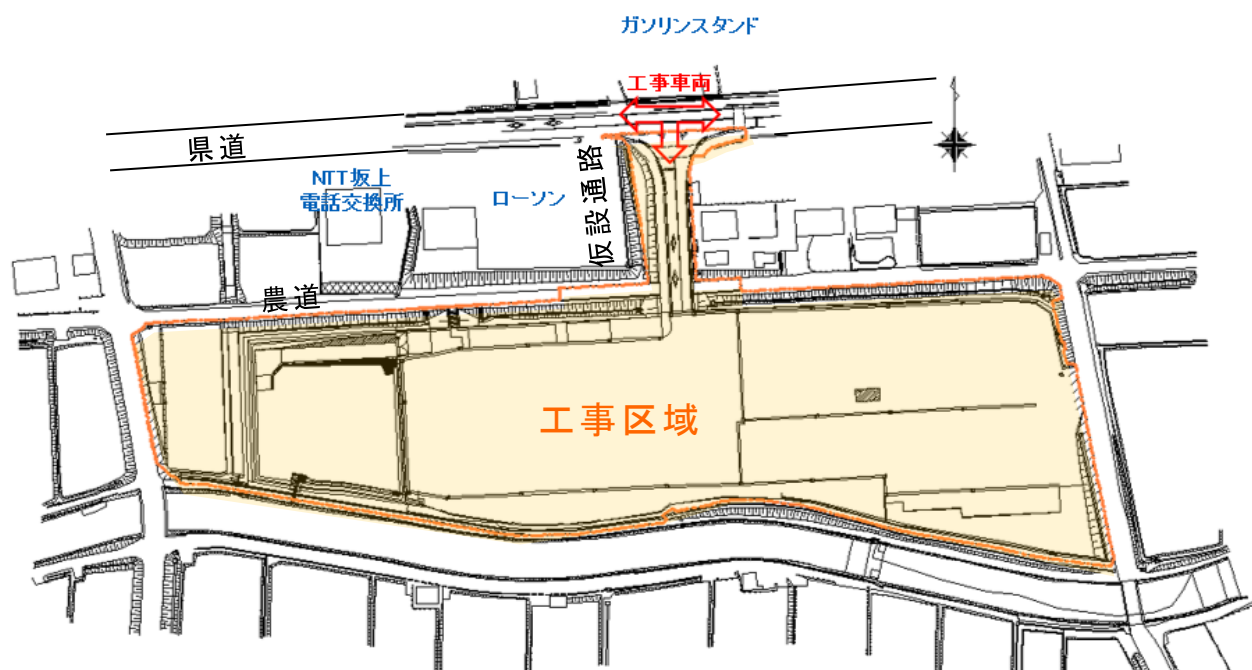 ガソリンスタンド
工事車両
県道
NTT坂上
電話交換所
ローソン
仮設通路
農道
工事区域